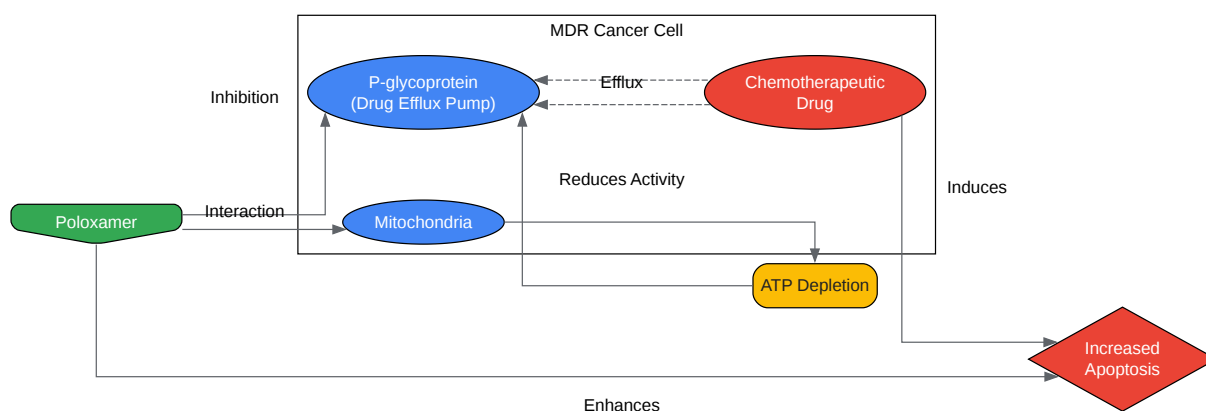 MDR Cancer Cell
P-glycoprotein
(Drug Efflux Pump)
Efflux
Chemotherapeutic
Drug
Inhibition
Reduces Activity
Induces
Poloxamer
Interaction
Mitochondria
ATP Depletion
Increased
Apoptosis
Enhances